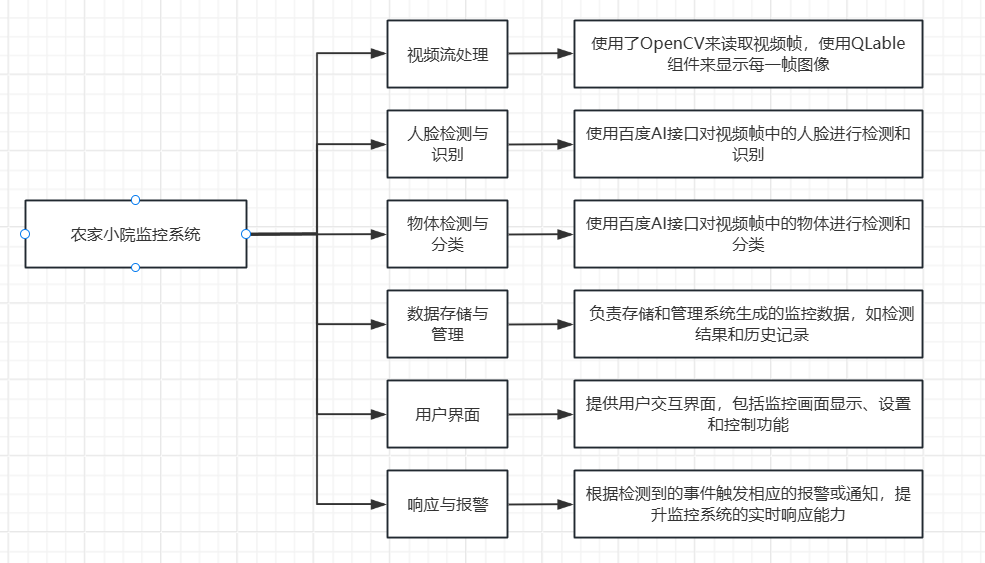 农家小院监控系统
视频流处理
使用了OpenCV来读取视频帧，使用QLable
组件来显示每一帧图像
人脸检测与
识别
使用百度AI接口对视频帧中的人脸进行检测和
识别
物体检测与
分类
使用百度AI接口对视频帧中的物体进行检测和
分类
数据存储与
管理
负责存储和管理系统生成的监控数据，如检测
结果和历史记录
用户界面
提供用户交互界面，包括监控画面显示、设置
和控制功能
响应与报警
根据检测到的事件触发相应的报警或通知，提
升监控系统的实时响应能力